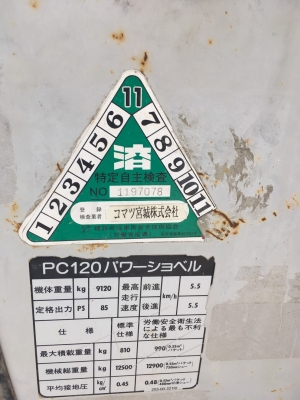 11
1 2 3 4 5 6
7 8 9 10 11
溶
特定自主検査
NO 1197078
登録検査業者 コマツ宮城株式会社
PC120パワーショベル
機体重量 kg 9120 最高走行速度 前進 km/h 5.5
定格出力 PS 85 後進 5.5
仕様 標準仕様 労働安全衛生法による最も不利な仕様
最大積載重量 kg 810 990
機械総重量 kg 12500 12900
平均接地圧 0.45 0.48